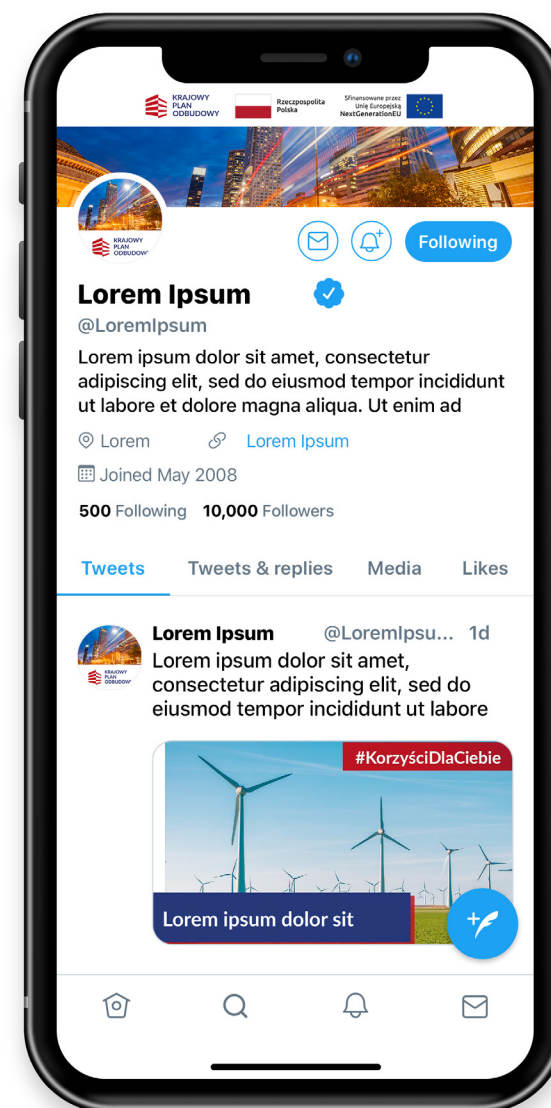 KRAJOWY
PLAN
ODBUDOWY
Rzeczpospolita
Polska
Sfinansowane przez
Unię Europejską
NextGenerationEU
KRAJOWY
PLAN
ODBUDOWY
Following
Lorem Ipsum
@LoremIpsum
Lorem ipsum dolor sit amet, consectetur
adipiscing elit, sed do eiusmod tempor incididunt
ut labore et dolore magna aliqua. Ut enim ad
Lorem Lorem Ipsum
Joined May 2008
500 Following 10,000 Followers
Tweets Tweets & replies Media Likes
Lorem Ipsum @LoremIpsu... 1d
Lorem ipsum dolor sit amet,
consectetur adipiscing elit, sed do
eiusmod tempor incididunt ut labore
KRAJOWY
PLAN
ODBUDOWY
#KorzyściDlaCiebie
Lorem ipsum dolor sit